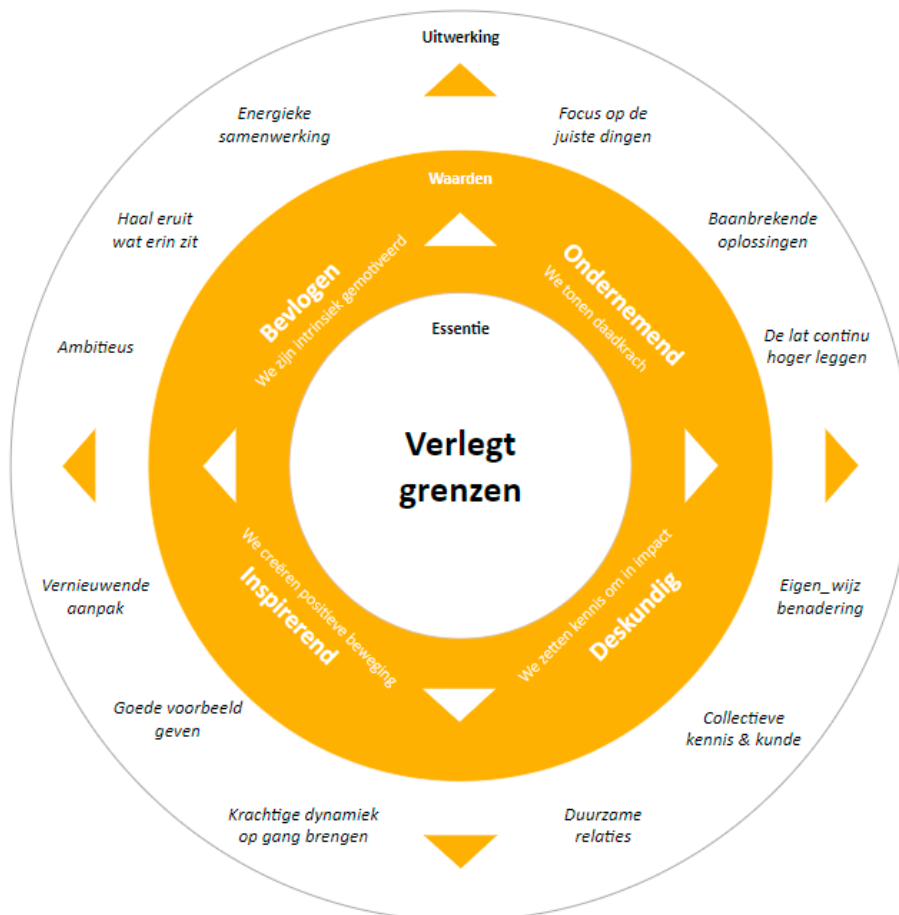 Uitwerking
Energieke
samenwerking
Focus op de
juiste dingen
Waarden
Haal eruit
wat erin zit
Baanbrekende
oplossingen
Bevlogen
We zijn intrinsiek gemotiveerd
Ondernemend
We tonen daadkrach
Essentie
Ambitieus
De lat continu
hoger leggen
Verlegt
grenzen
We creëren positieve beweging
Inspirerend
We zetten kennis om in impact
Deskundig
Vernieuwende
aanpak
Eigen_wijz
benadering
Goede voorbeeld
geven
Collectieve
kennis & kunde
Krachtige dynamiek
op gang brengen
Duurzame
relaties